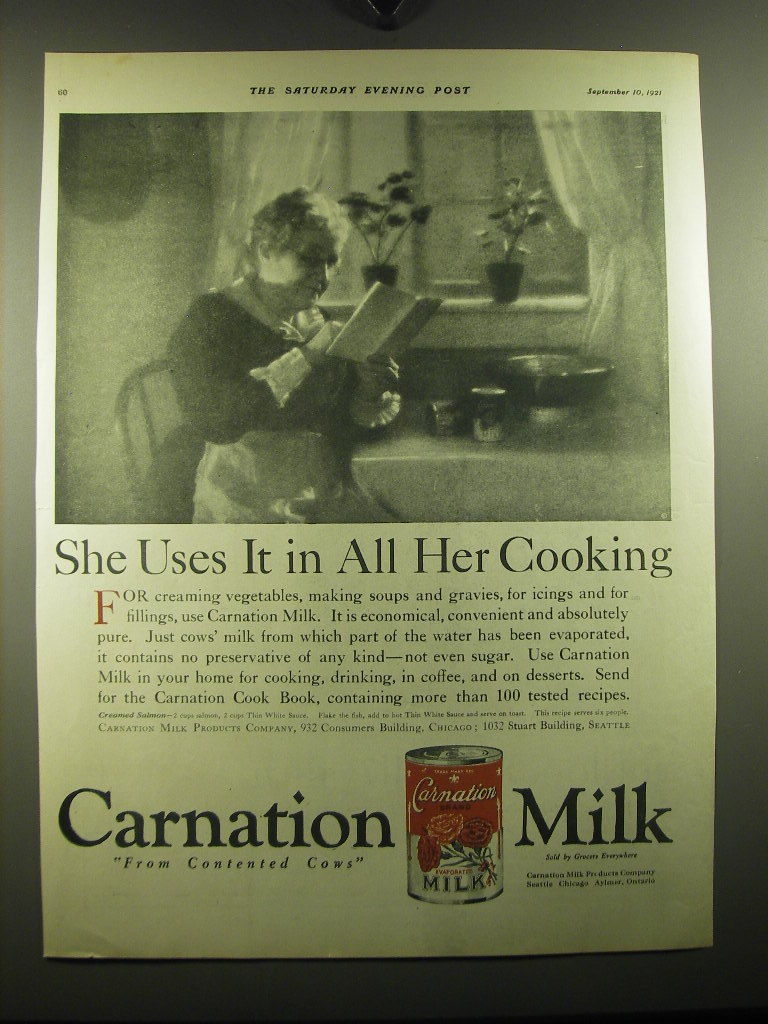 60
THE SATURDAY EVENING POST
September 10, 1921
She Uses It in All Her Cooking
FOR creaming vegetables, making soups and gravies, for icings and for
fillings, use Carnation Milk. It is economical, convenient and absolutely
pure. Just cows' milk from which part of the water has been evaporated,
it contains no preservative of any kind—not even sugar. Use Carnation
Milk in your home for cooking, drinking, in coffee, and on desserts. Send
for the Carnation Cook Book, containing more than 100 tested recipes.
Creamed Salmon—2 cups salmon, 2 cups Thin White Sauce. Flake the fish, add to hot Thin White Sauce and serve on toast. This recipe serves six people.
CARNATION MILK PRODUCTS COMPANY, 932 Consumers Building, CHICAGO; 1032 Stuart Building, SEATTLE
Carnation Milk
"From Contented Cows"
TRADE MARK REG
Carnation
BRAND
EVAPORATED
MILK
Sold by Grocers Everywhere
Carnation Milk Products Company
Seattle Chicago Aylmer, Ontario